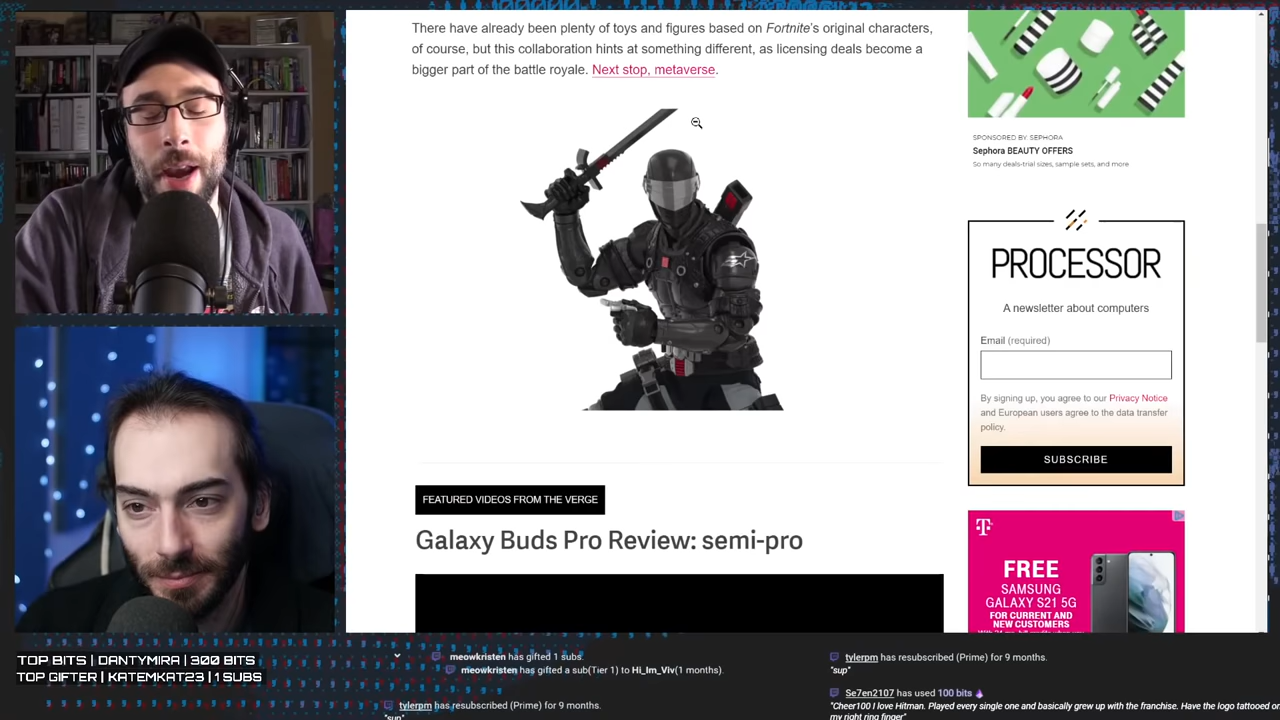 There have already been plenty of toys and figures based on Fortnite's original characters,
of course, but this collaboration hints at something different, as licensing deals become a
bigger part of the battle royale. Next stop, metaverse.
FEATURED VIDEOS FROM THE VERGE
Galaxy Buds Pro Review: semi-pro
SPONSORED BY: SEPHORA
Sephora BEAUTY OFFERS
So many deals-trial sizes, sample sets, and more
PROCESSOR
A newsletter about computers
Email (required)
By signing up, you agree to our Privacy Notice
and European users agree to the data transfer
policy.
SUBSCRIBE
T
FREE
SAMSUNG
GALAXY S21 5G
FOR CURRENT AND
NEW CUSTOMERS
TOP BITS | DANTYMIRA | 300 BITS
TOP GIFTER | KATEMKAT23 | 1 SUBS
meowkristen has gifted 1 subs.
meowkristen has gifted a sub(Tier 1) to Hi_Im_Viv(1 months).
tylerpm has resubscribed (Prime) for 9 months.
"sup"
tylerpm has resubscribed (Prime) for 9 months.
"sup"
Se7en2107 has used 100 bits
"Cheer100 I love Hitman. Played every single one and basically grew up with the franchise. Have the logo tattooed on
my right ring finger"